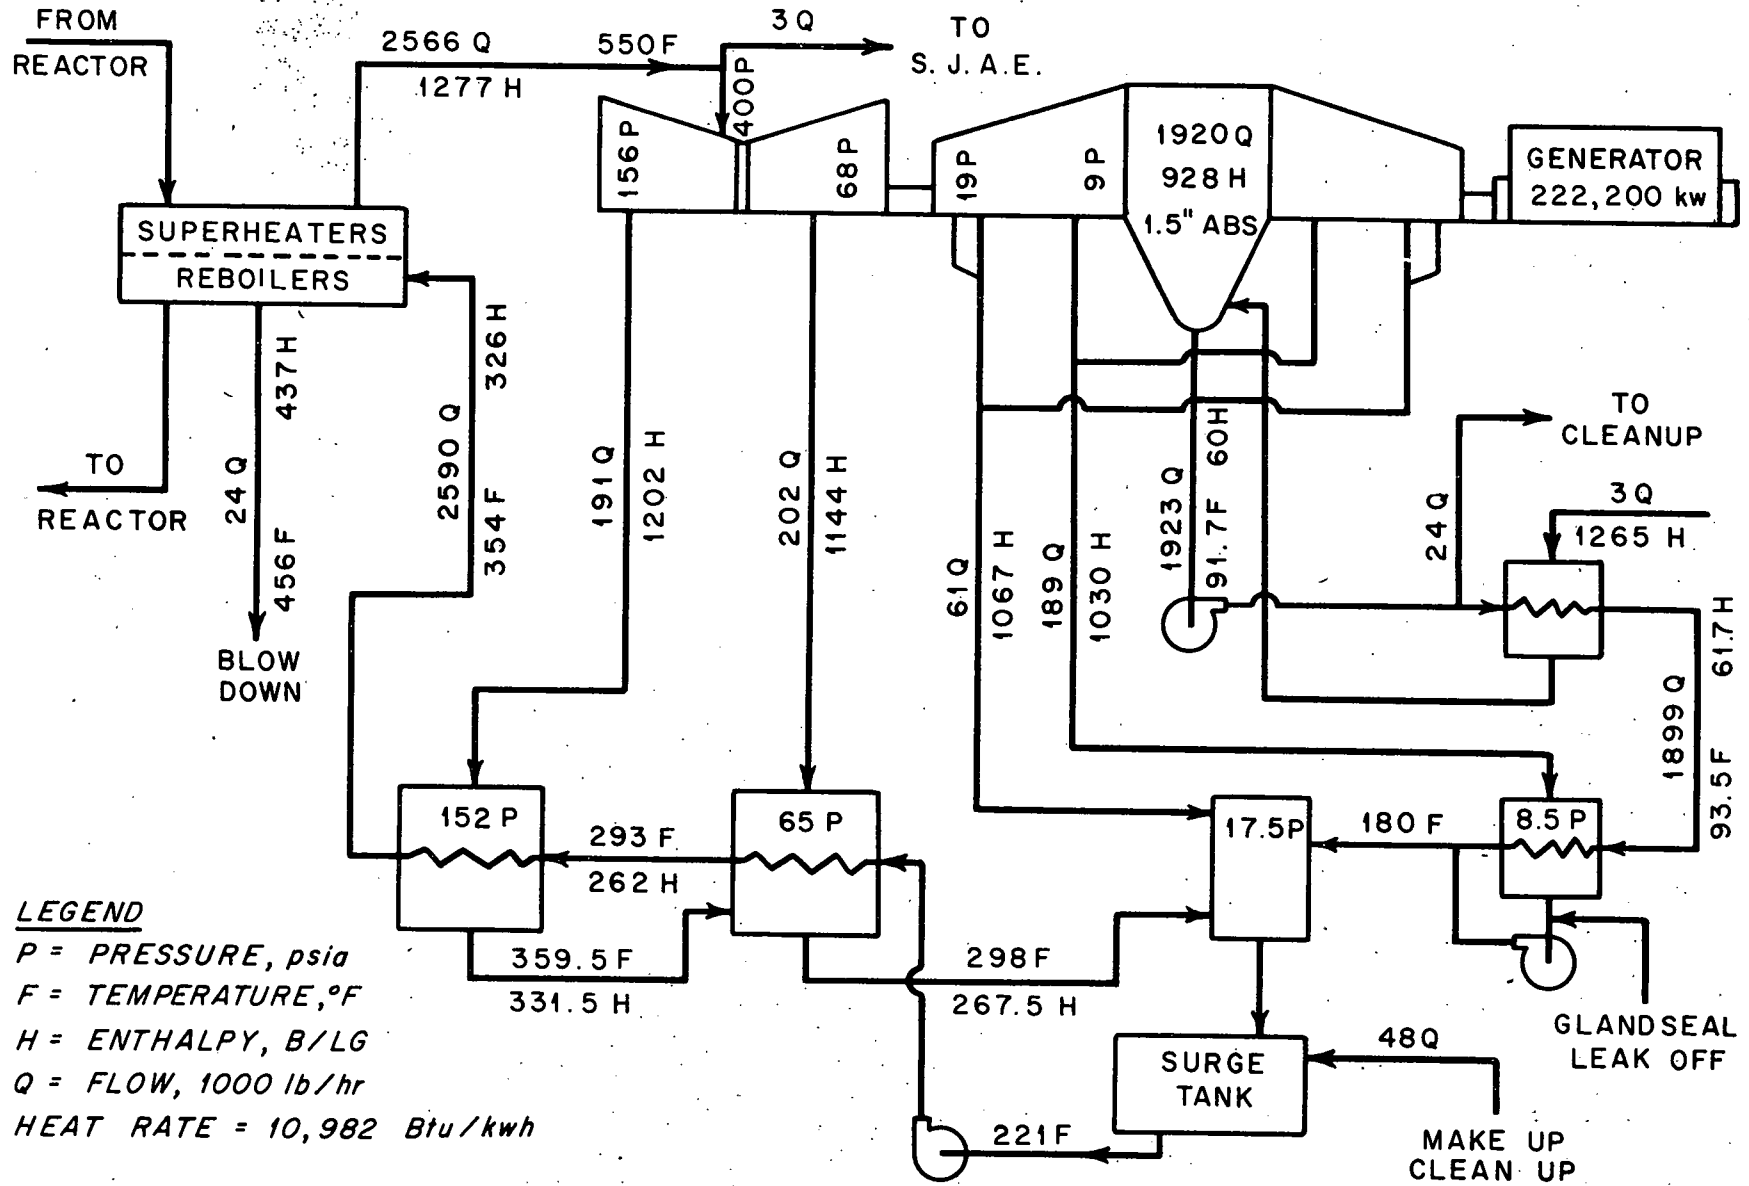 FROM
REACTOR
2566 Q
1277 H
550 F
3 Q
TO
S. J. A. E.
400 P
156 P
68 P
19 P
9 P
1920 Q
928 H
1.5" ABS
GENERATOR
222,200 kw
SUPERHEATERS
REBOILERS
TO
REACTOR
24 Q
437 H
456 F
BLOW
DOWN
2590 Q
326 H
354 F
191 Q
1202 H
202 Q
1144 H
61 Q
1067 H
189 Q
1030 H
1923 Q
60 H
91.7 F
24 Q
TO
CLEANUP
3 Q
1265 H
61.7 H
1899 Q
93.5 F
152 P
293 F
262 H
65 P
17.5 P
180 F
8.5 P
359.5 F
331.5 H
298 F
267.5 H
GLAND SEAL
LEAK OFF
SURGE
TANK
48 Q
MAKE UP
CLEAN UP
221 F
LEGEND
P = PRESSURE, psia
F = TEMPERATURE, °F
H = ENTHALPY, B/LG
Q = FLOW, 1000 lb/hr
HEAT RATE = 10,982 Btu/kwh